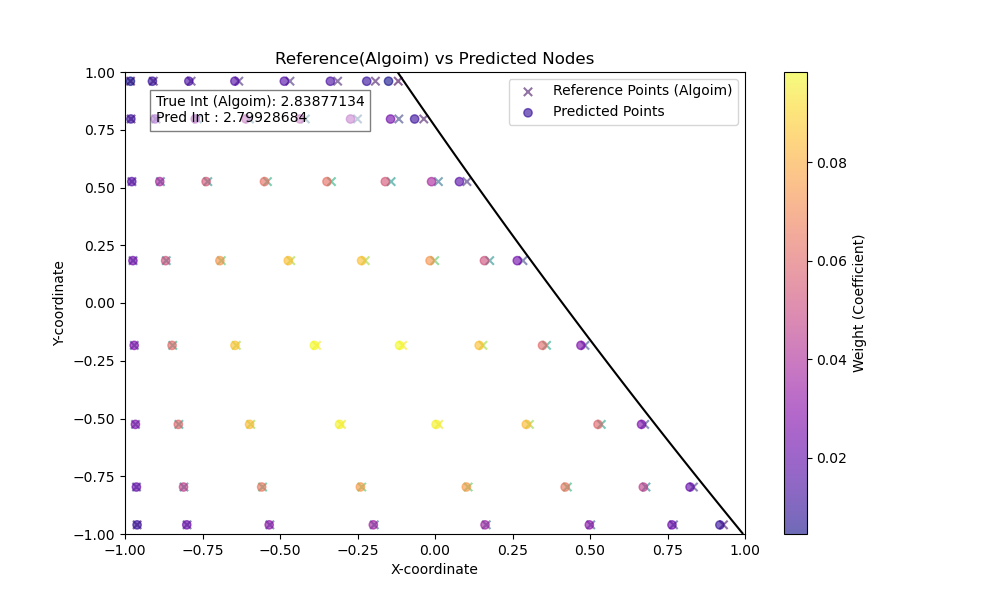 Reference(Algoim) vs Predicted Nodes
True Int (Algoim): 2.83877134
Pred Int : 2.79928684
Reference Points (Algoim)
Predicted Points
Y-coordinate
1.00
0.75
0.50
0.25
0.00
−0.25
−0.50
−0.75
−1.00
−1.00 −0.75 −0.50 −0.25 0.00 0.25 0.50 0.75 1.00
X-coordinate
0.08
0.06
0.04
0.02
Weight (Coefficient)